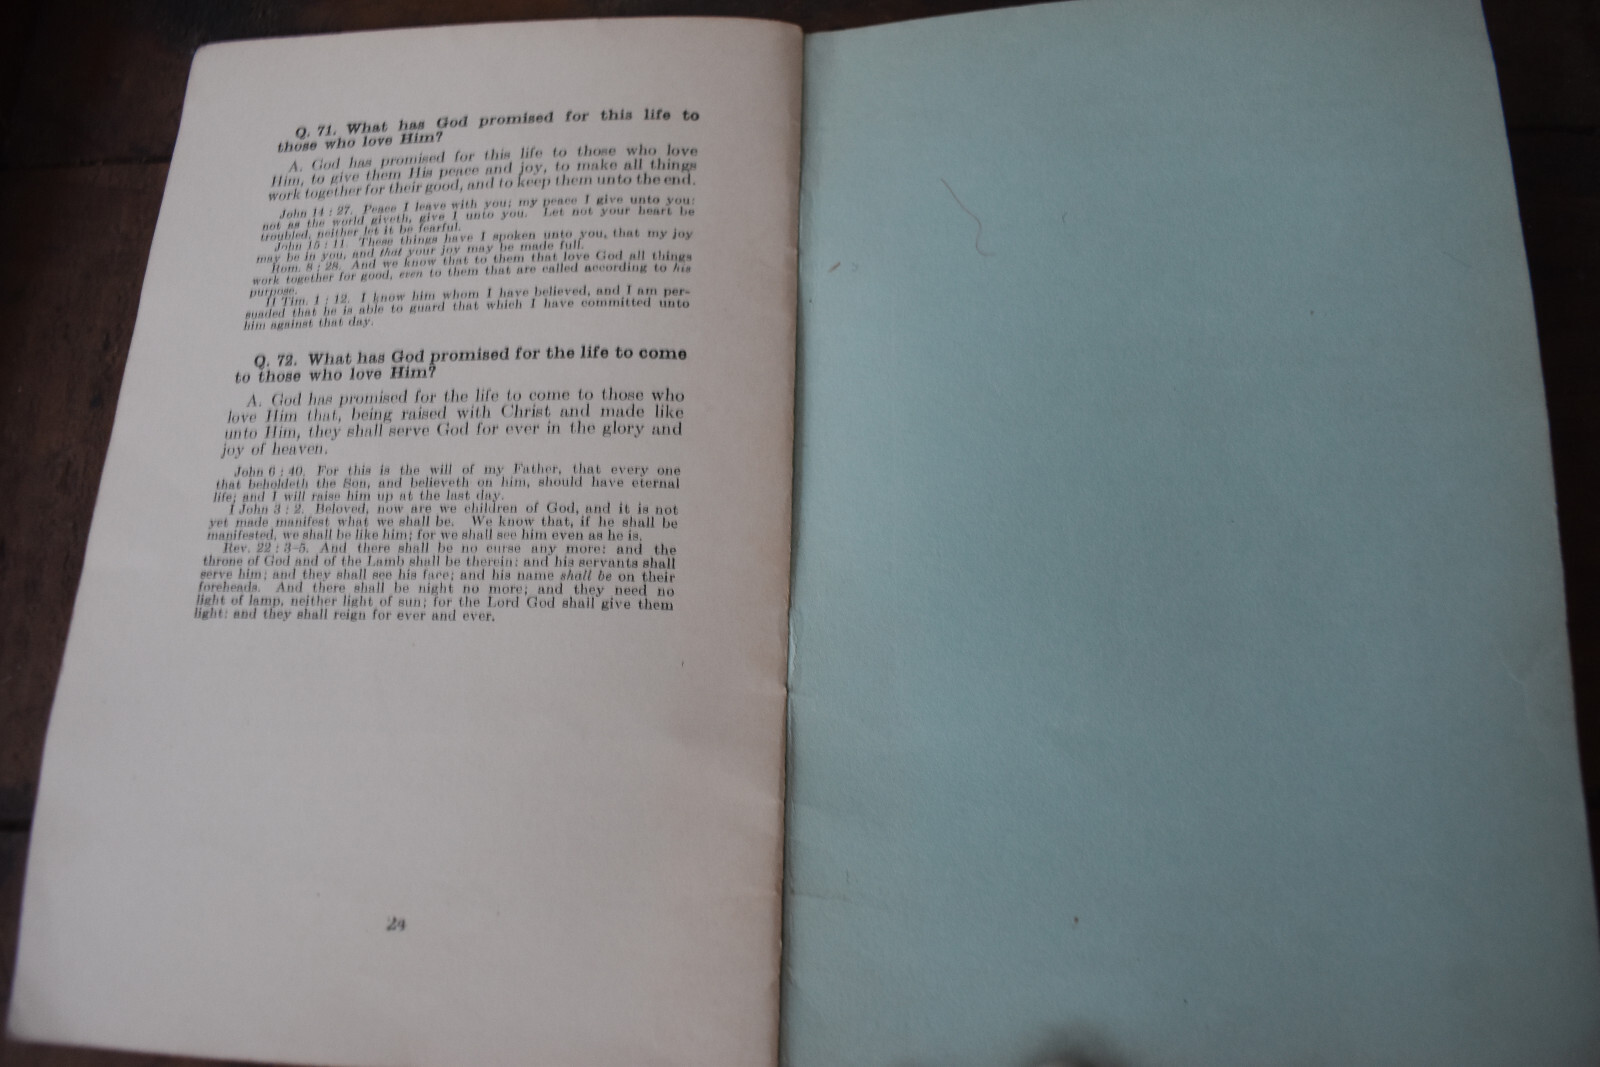 Q. 71. What has God promised for this life to
those who love Him?
A. God has promised for this life to those who love
Him, to give them His peace and joy, to make all things
work together for their good, and to keep them unto the end.
John 14 : 27. Peace I leave with you; my peace I give unto you:
not as the world giveth, give I unto you. Let not your heart be
troubled, neither let it be fearful.
John 15 : 11. These things have I spoken unto you, that my joy
may be in you, and that your joy may be made full.
Rom. 8 : 28. And we know that to them that love God all things
work together for good, even to them that are called according to his
purpose.
II Tim. 1 : 12. I know him whom I have believed, and I am per-
suaded that he is able to guard that which I have committed unto
him against that day.
Q. 72. What has God promised for the life to come
to those who love Him?
A. God has promised for the life to come to those who
love Him that, being raised with Christ and made like
unto Him, they shall serve God for ever in the glory and
joy of heaven.
John 6 : 40. For this is the will of my Father, that every one
that beholdeth the Son, and believeth on him, should have eternal
life; and I will raise him up at the last day.
I John 3 : 2. Beloved, now are we children of God, and it is not
yet made manifest what we shall be. We know that, if he shall be
manifested, we shall be like him; for we shall see him even as he is.
Rev. 22 : 3-5. And there shall be no curse any more: and the
throne of God and of the Lamb shall be therein: and his servants shall
serve him; and they shall see his face; and his name shall be on their
foreheads. And there shall be night no more; and they need no
light of lamp, neither light of sun; for the Lord God shall give them
light: and they shall reign for ever and ever.
24